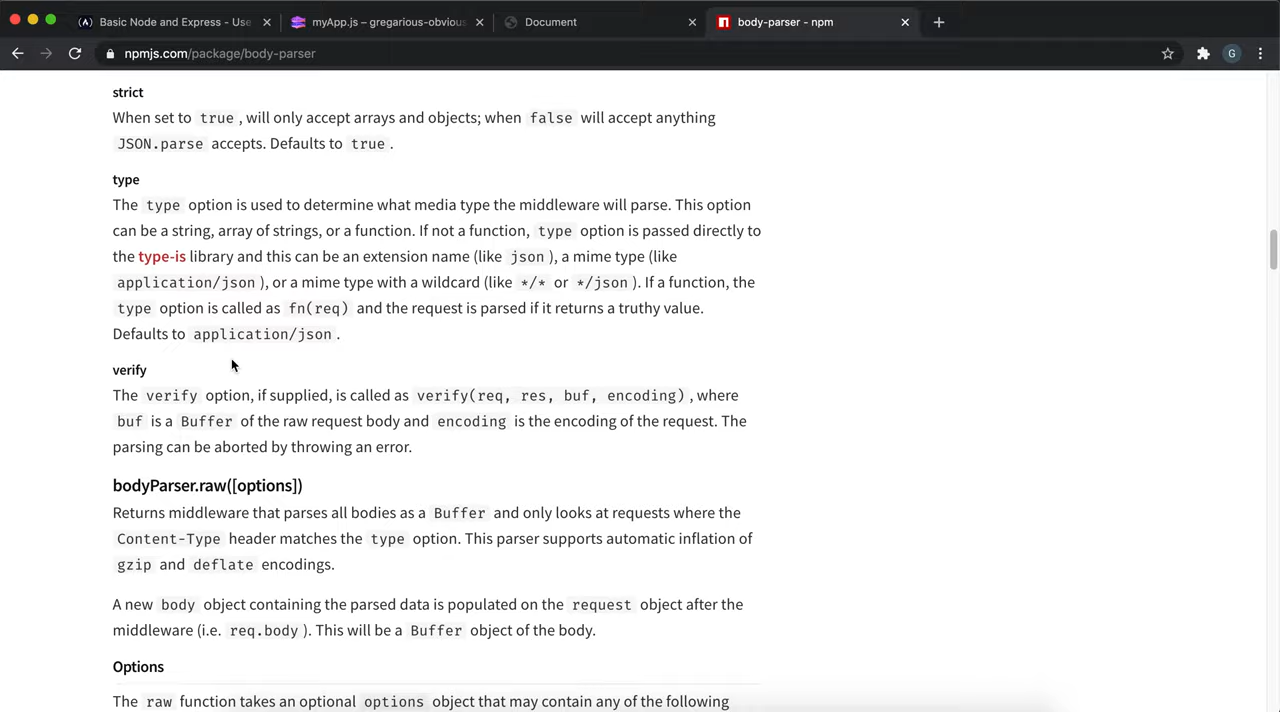 Basic Node and Express - Use
myApp.js – gregarious-obvious
Document
body-parser - npm
npmjs.com/package/body-parser
G
strict
When set to true , will only accept arrays and objects; when false will accept anything
JSON.parse accepts. Defaults to true .
type
The type option is used to determine what media type the middleware will parse. This option
can be a string, array of strings, or a function. If not a function, type option is passed directly to
the type-is library and this can be an extension name (like json ), a mime type (like
application/json ), or a mime type with a wildcard (like */* or */json ). If a function, the
type option is called as fn(req) and the request is parsed if it returns a truthy value.
Defaults to application/json .
verify
The verify option, if supplied, is called as verify(req, res, buf, encoding) , where
buf is a Buffer of the raw request body and encoding is the encoding of the request. The
parsing can be aborted by throwing an error.
bodyParser.raw([options])
Returns middleware that parses all bodies as a Buffer and only looks at requests where the
Content-Type header matches the type option. This parser supports automatic inflation of
gzip and deflate encodings.
A new body object containing the parsed data is populated on the request object after the
middleware (i.e. req.body ). This will be a Buffer object of the body.
Options
The raw function takes an optional options object that may contain any of the following